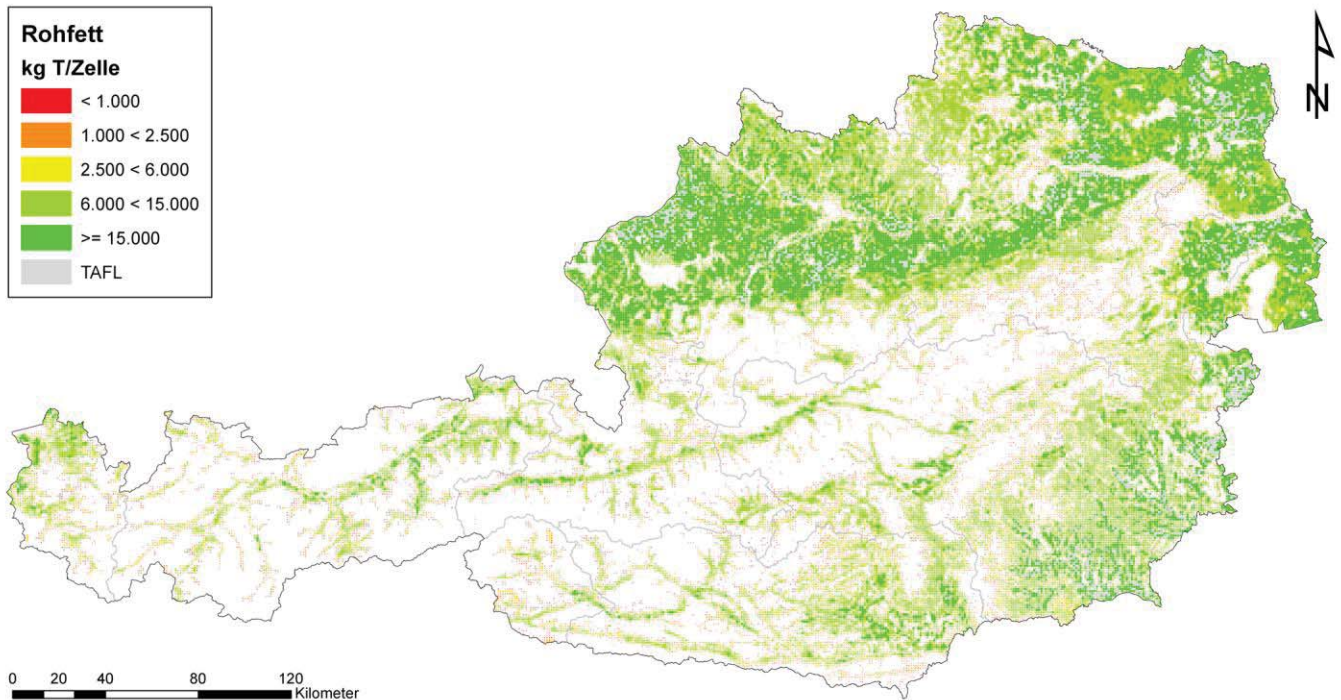 Rohfett
kg T/Zelle
< 1.000
1.000 < 2.500
2.500 < 6.000
6.000 < 15.000
>= 15.000
TAFL
N
0 20 40 80 120
Kilometer